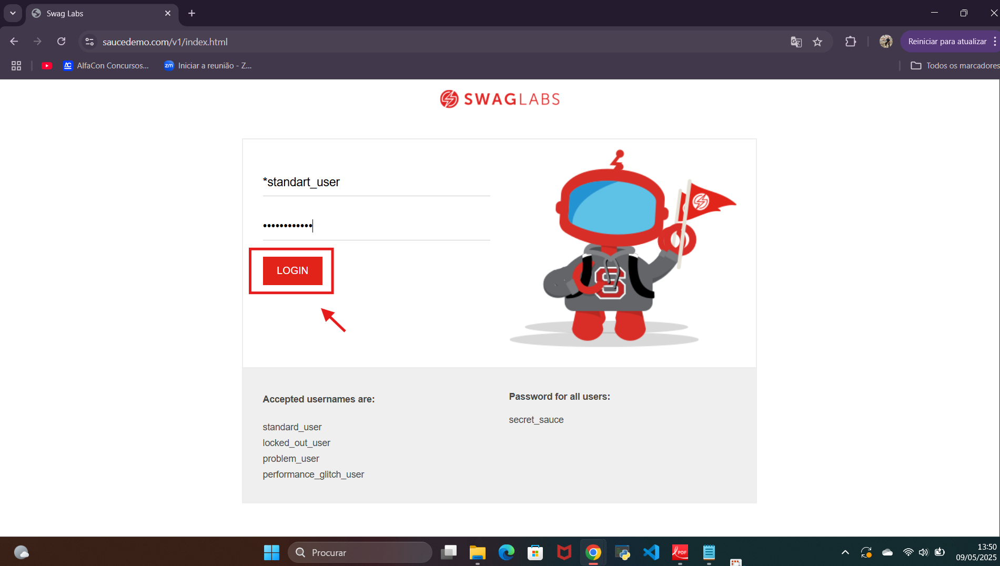 Swag Labs
saucedemo.com/v1/index.html
Reiniciar para atualizar
AlfaCon Concursos...
zm
Iniciar a reunião - Z...
Todos os marcadores
SWAGLABS
*standart_user
••••••••••••
LOGIN
S
Accepted usernames are:
standard_user
locked_out_user
problem_user
performance_glitch_user
Password for all users:
secret_sauce
Procurar
PDF
13:50
09/05/2025